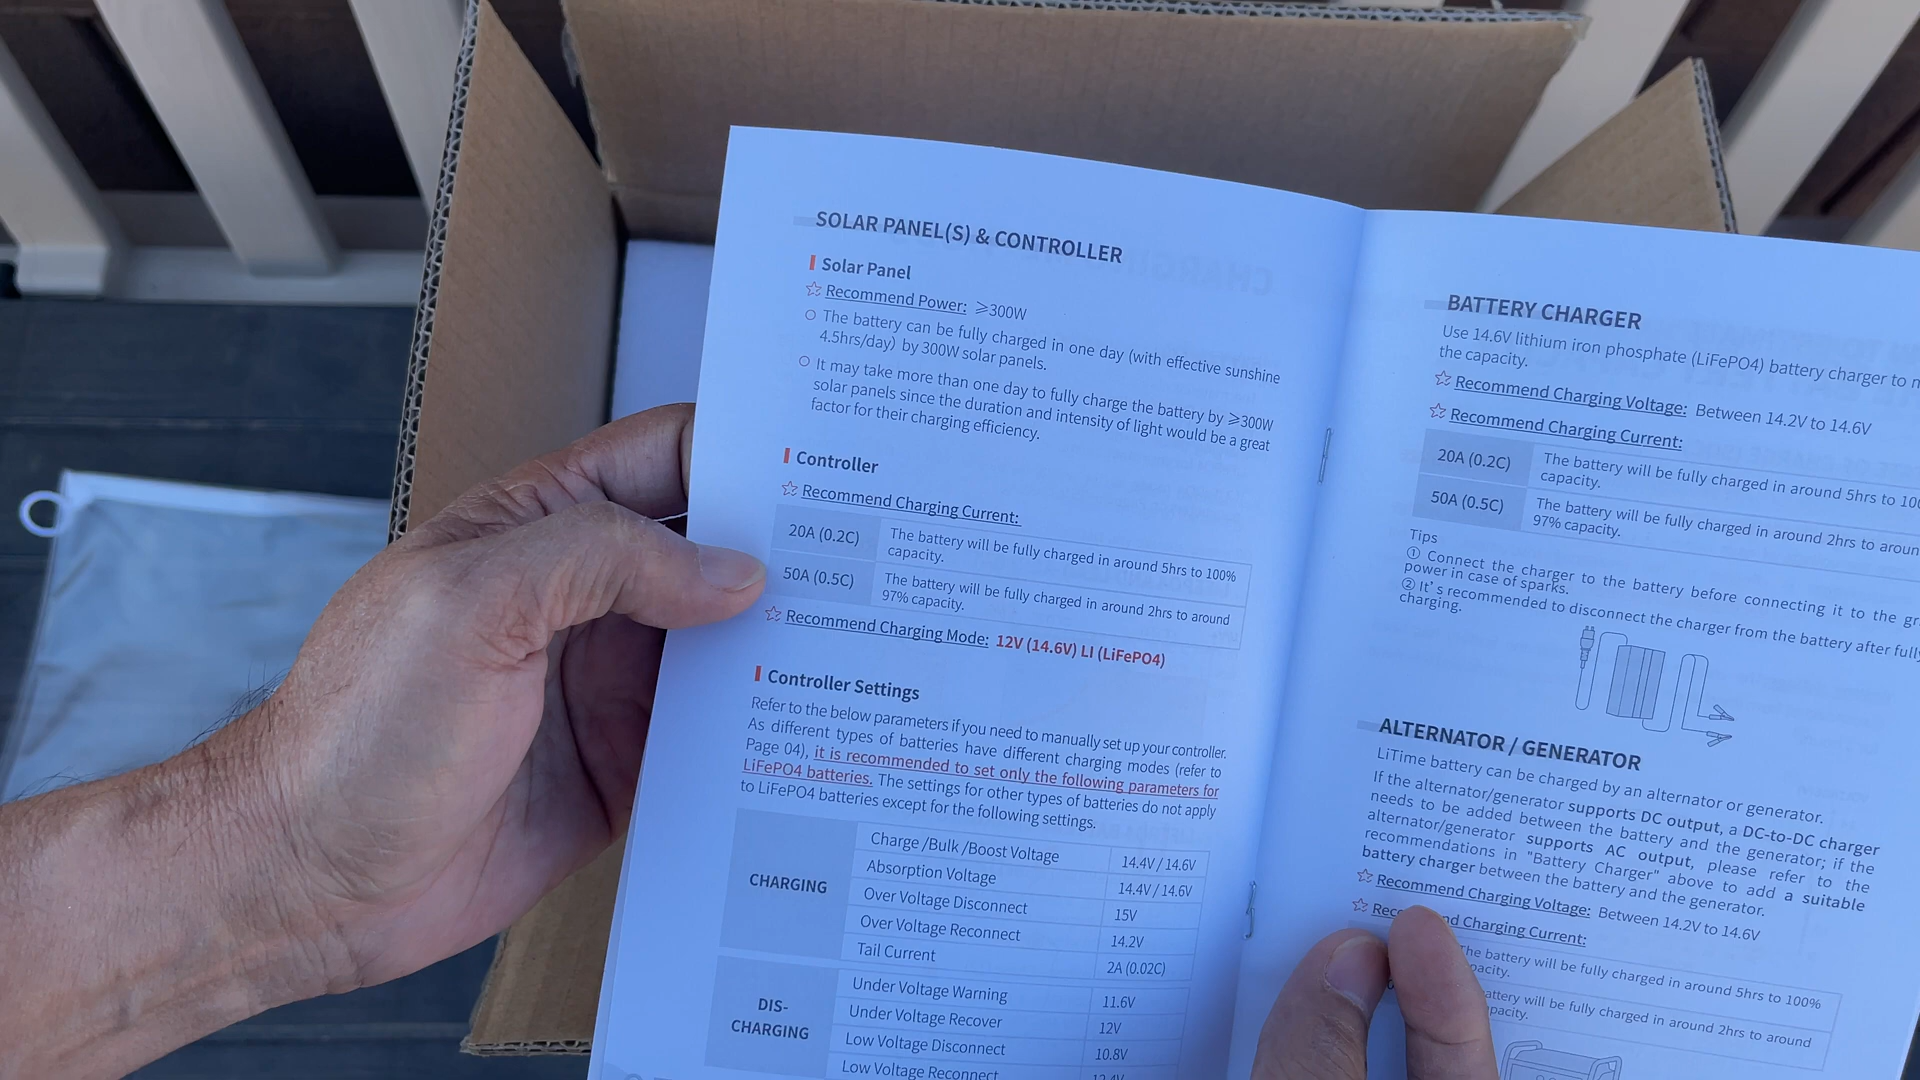 SOLAR PANEL(S) & CONTROLLER
Solar Panel
☆ Recommend Power: ⩾300W
○ The battery can be fully charged in one day (with effective sunshine
4.5hrs/day) by 300W solar panels.
○ It may take more than one day to fully charge the battery by ⩾300W
solar panels since the duration and intensity of light would be a great
factor for their charging efficiency.
Controller
☆ Recommend Charging Current:
20A (0.2C) The battery will be fully charged in around 5hrs to 100%
capacity.
50A (0.5C) The battery will be fully charged in around 2hrs to around
97% capacity.
☆ Recommend Charging Mode: 12V (14.6V) LI (LiFePO4)
Controller Settings
Refer to the below parameters if you need to manually set up your controller.
As different types of batteries have different charging modes (refer to
Page 04), it is recommended to set only the following parameters for
LiFePO4 batteries. The settings for other types of batteries do not apply
to LiFePO4 batteries except for the following settings.
CHARGING
Charge /Bulk /Boost Voltage 14.4V / 14.6V
Absorption Voltage 14.4V / 14.6V
Over Voltage Disconnect 15V
Over Voltage Reconnect 14.2V
Tail Current 2A (0.02C)
DIS-
CHARGING
Under Voltage Warning 11.6V
Under Voltage Recover 12V
Low Voltage Disconnect 10.8V
Low Voltage Reconnect
BATTERY CHARGER
Use 14.6V lithium iron phosphate (LiFePO4) battery charger to
the capacity.
☆ Recommend Charging Voltage: Between 14.2V to 14.6V
☆ Recommend Charging Current:
20A (0.2C) The battery will be fully charged in around 5hrs to
capacity.
50A (0.5C) The battery will be fully charged in around 2hrs to
97% capacity.
Tips
① Connect the charger to the battery before connecting it to the
power in case of sparks.
② It's recommended to disconnect the charger from the battery after
charging.
ALTERNATOR / GENERATOR
LiTime battery can be charged by an alternator or generator.
If the alternator/generator supports DC output, a DC-to-DC charger
needs to be added between the battery and the generator; if the
alternator/generator supports AC output, please refer to the
recommendations in "Battery Charger" above to add a suitable
battery charger between the battery and the generator.
☆ Recommend Charging Voltage: Between 14.2V to 14.6V
☆ Charging Current:
The battery will be fully charged in around 5hrs to 100%
will be fully charged in around 2hrs to around